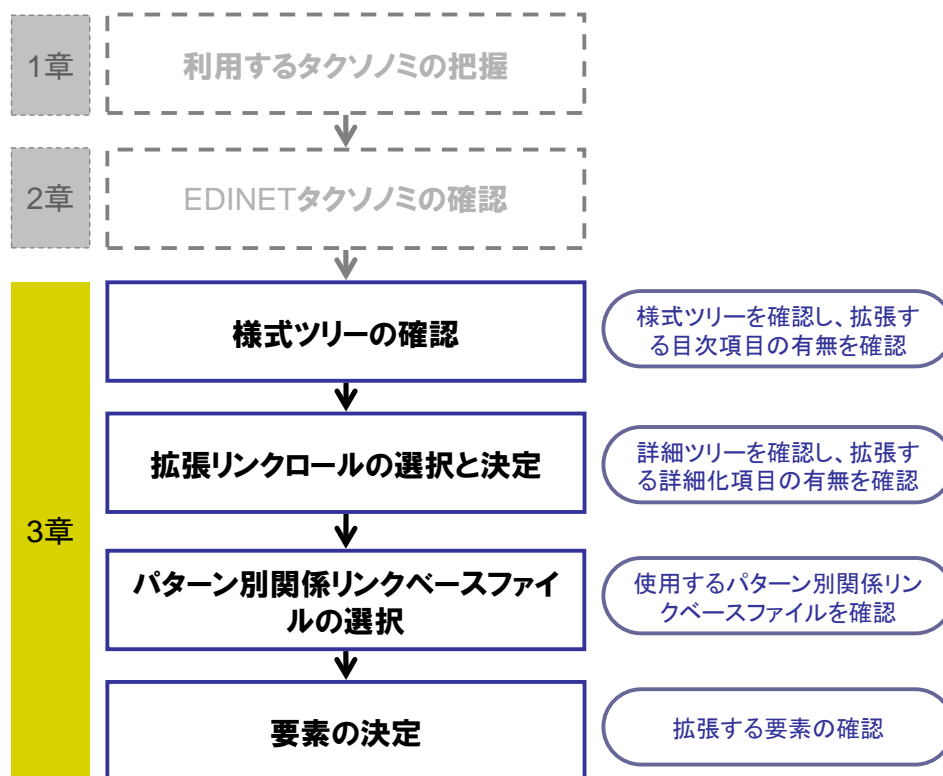 1章
利用するタクソノミの把握
2章
EDINETタクソノミの確認
3章
様式ツリーの確認
様式ツリーを確認し、拡張す
る目次項目の有無を確認
拡張リンクロールの選択と決定
詳細ツリーを確認し、拡張す
る詳細化項目の有無を確認
パターン別関係リンクベースファイ
ルの選択
使用するパターン別関係リン
クベースファイルを確認
要素の決定
拡張する要素の確認